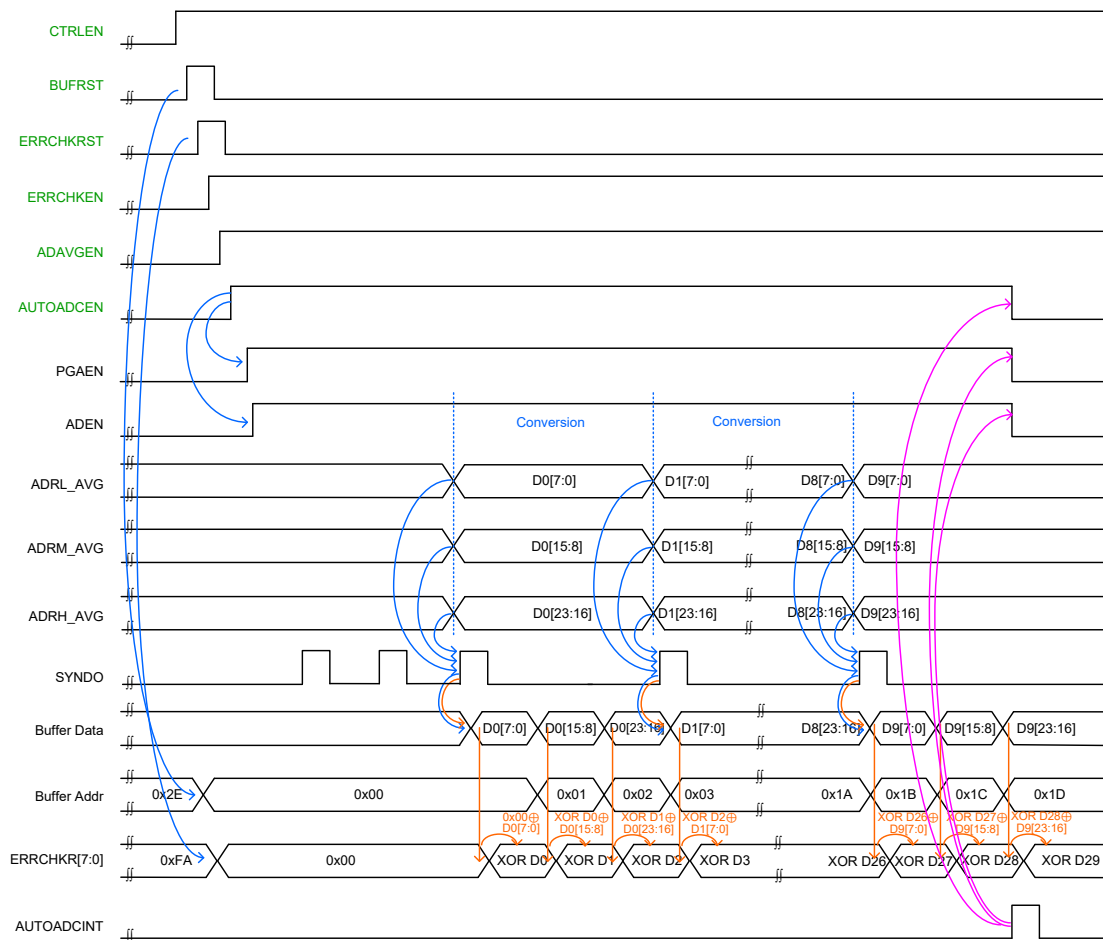 CTRLEN
BUFRST
ERRCHKRST
ERRCHKEN
ADAVGEN
AUTOADCEN
PGAEN
ADEN
Conversion Conversion
ADRL_AVG D0[7:0] D1[7:0] D8[7:0] D9[7:0]
ADRM_AVG D0[15:8] D1[15:8] D8[15:8] D9[15:8]
ADRH_AVG D0[23:16] D1[23:16] D8[23:16] D9[23:16]
SYNDO
Buffer Data D0[7:0] D0[15:8] D0[23:16] D1[7:0] D8[23:16] D9[7:0] D9[15:8] D9[23:16]
Buffer Addr 0x2E 0x00 0x01 0x02 0x03 0x1A 0x1B 0x1C 0x1D
0x00⊕ XOR D0⊕ XOR D1⊕ XOR D2⊕ XOR D26⊕ XOR D27⊕ XOR D28⊕
D0[7:0] D0[15:8] D0[23:16] D1[7:0] D9[7:0] D9[15:8] D9[23:16]
ERRCHKR[7:0] 0xFA 0x00 XOR D0 XOR D1 XOR D2 XOR D3 XOR D26 XOR D27 XOR D28 XOR D29
AUTOADCINT